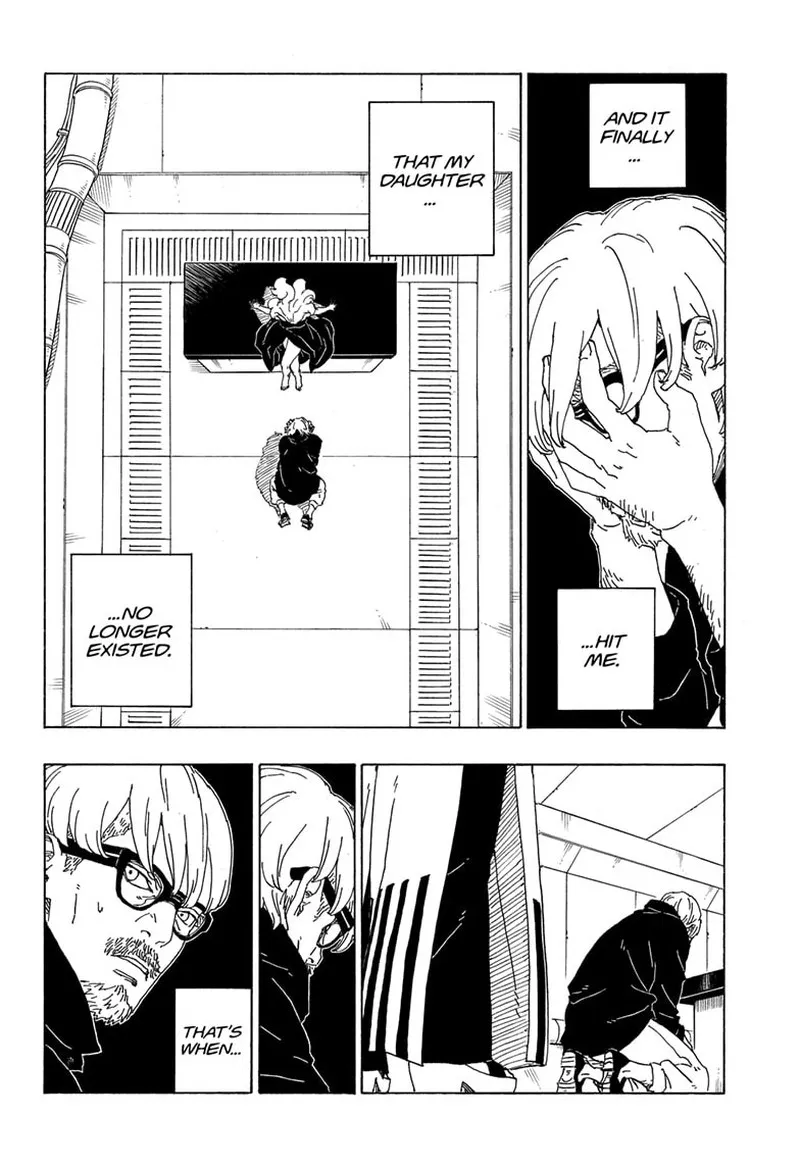 AND IT
FINALLY
...
...HIT
ME.
THAT MY
DAUGHTER
...
...NO
LONGER
EXISTED.
THAT'S
WHEN...